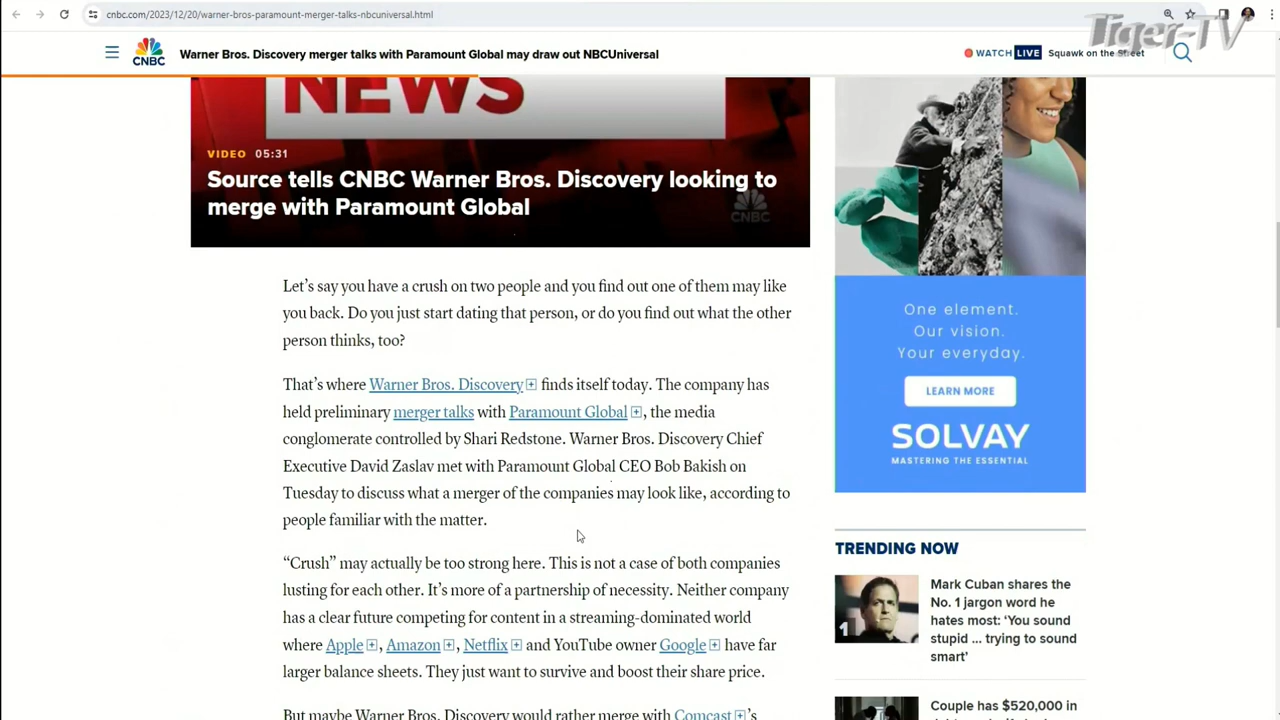 cnbc.com/2023/12/20/warner-bros-paramount-merger-talks-nbcuniversal.html
Tiger-TV
CNBC
Warner Bros. Discovery merger talks with Paramount Global may draw out NBCUniversal
WATCH LIVE Squawk on the Street
NEWS
VIDEO 05:31
Source tells CNBC Warner Bros. Discovery looking to
merge with Paramount Global
CNBC
Let’s say you have a crush on two people and you find out one of them may like
you back. Do you just start dating that person, or do you find out what the other
person thinks, too?
That’s where Warner Bros. Discovery finds itself today. The company has
held preliminary merger talks with Paramount Global, the media
conglomerate controlled by Shari Redstone. Warner Bros. Discovery Chief
Executive David Zaslav met with Paramount Global CEO Bob Bakish on
Tuesday to discuss what a merger of the companies may look like, according to
people familiar with the matter.
“Crush” may actually be too strong here. This is not a case of both companies
lusting for each other. It’s more of a partnership of necessity. Neither company
has a clear future competing for content in a streaming-dominated world
where Apple, Amazon, Netflix and YouTube owner Google have far
larger balance sheets. They just want to survive and boost their share price.
But maybe Warner Bros. Discovery would rather merge with Comcast’s
One element.
Our vision.
Your everyday.
LEARN MORE
SOLVAY
MASTERING THE ESSENTIAL
TRENDING NOW
1
Mark Cuban shares the
No. 1 jargon word he
hates most: ‘You sound
stupid ... trying to sound
smart’
Couple has $520,000 in